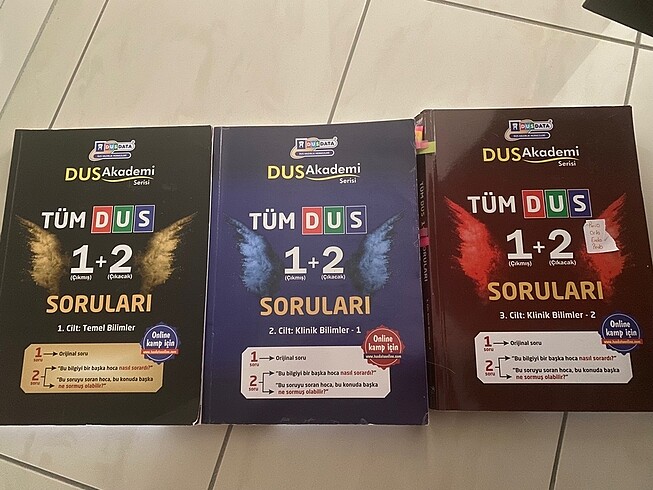 DUSDATA
DUSAkademi
Serisi
TÜM DUS
1+2
(Çıkmış) (Çıkacak)
SORULARI
1. Cilt: Temel Bilimler
Online
kamp için
1 soru → Orijinal soru
2 soru → "Bu bilgiyi bir başka hoca nasıl sorardı?"
"Bu soruyu soran hoca, bu konuda başka
ne sormuş olabilir?"
DUSDATA
DUSAkademi
Serisi
TÜM DUS
1+2
(Çıkmış) (Çıkacak)
SORULARI
2. Cilt: Klinik Bilimler - 1
Online
kamp için
1 soru → Orijinal soru
2 soru → "Bu bilgiyi bir başka hoca nasıl sorardı?"
"Bu soruyu soran hoca, bu konuda başka
ne sormuş olabilir?"
DUSDATA
DUSAkademi
Serisi
TÜM DUS
1+2
(Çıkmış) (Çıkacak)
SORULARI
3. Cilt: Klinik Bilimler - 2
Online
kamp için
1 soru → Orijinal soru
2 soru → "Bu bilgiyi bir başka hoca nasıl sorardı?"
"Bu soruyu soran hoca, bu konuda başka
ne sormuş olabilir?"